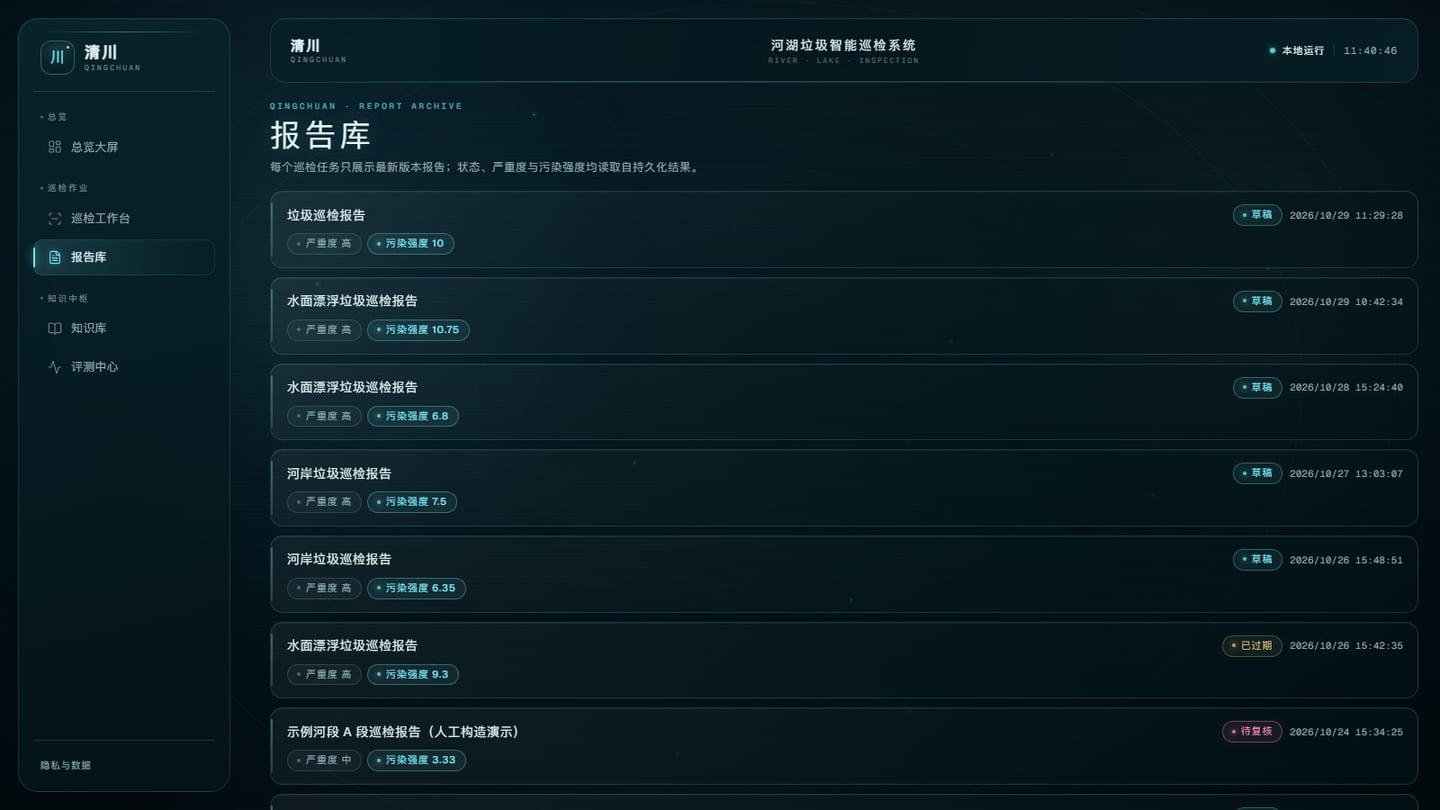 清川
QINGCHUAN
总览
总览大屏
巡检作业
巡检工作台
报告库
知识中枢
知识库
评测中心
隐私与数据
清川
QINGCHUAN
河湖垃圾智能巡检系统
RIVER · LAKE · INSPECTION
本地运行 11:40:46
QINGCHUAN · REPORT ARCHIVE
报告库
每个巡检任务只展示最新版本报告；状态、严重度与污染强度均读取自持久化结果。
垃圾巡检报告 草稿 2026/10/29 11:29:28
严重度 高 污染强度 10
水面漂浮垃圾巡检报告 草稿 2026/10/29 10:42:34
严重度 高 污染强度 10.75
水面漂浮垃圾巡检报告 草稿 2026/10/28 15:24:40
严重度 高 污染强度 6.8
河岸垃圾巡检报告 草稿 2026/10/27 13:03:07
严重度 高 污染强度 7.5
河岸垃圾巡检报告 草稿 2026/10/26 15:48:51
严重度 高 污染强度 6.35
水面漂浮垃圾巡检报告 已过期 2026/10/26 15:42:35
严重度 高 污染强度 9.3
示例河段 A 段巡检报告（人工构造演示） 待复核 2026/10/24 15:34:25
严重度 中 污染强度 3.33